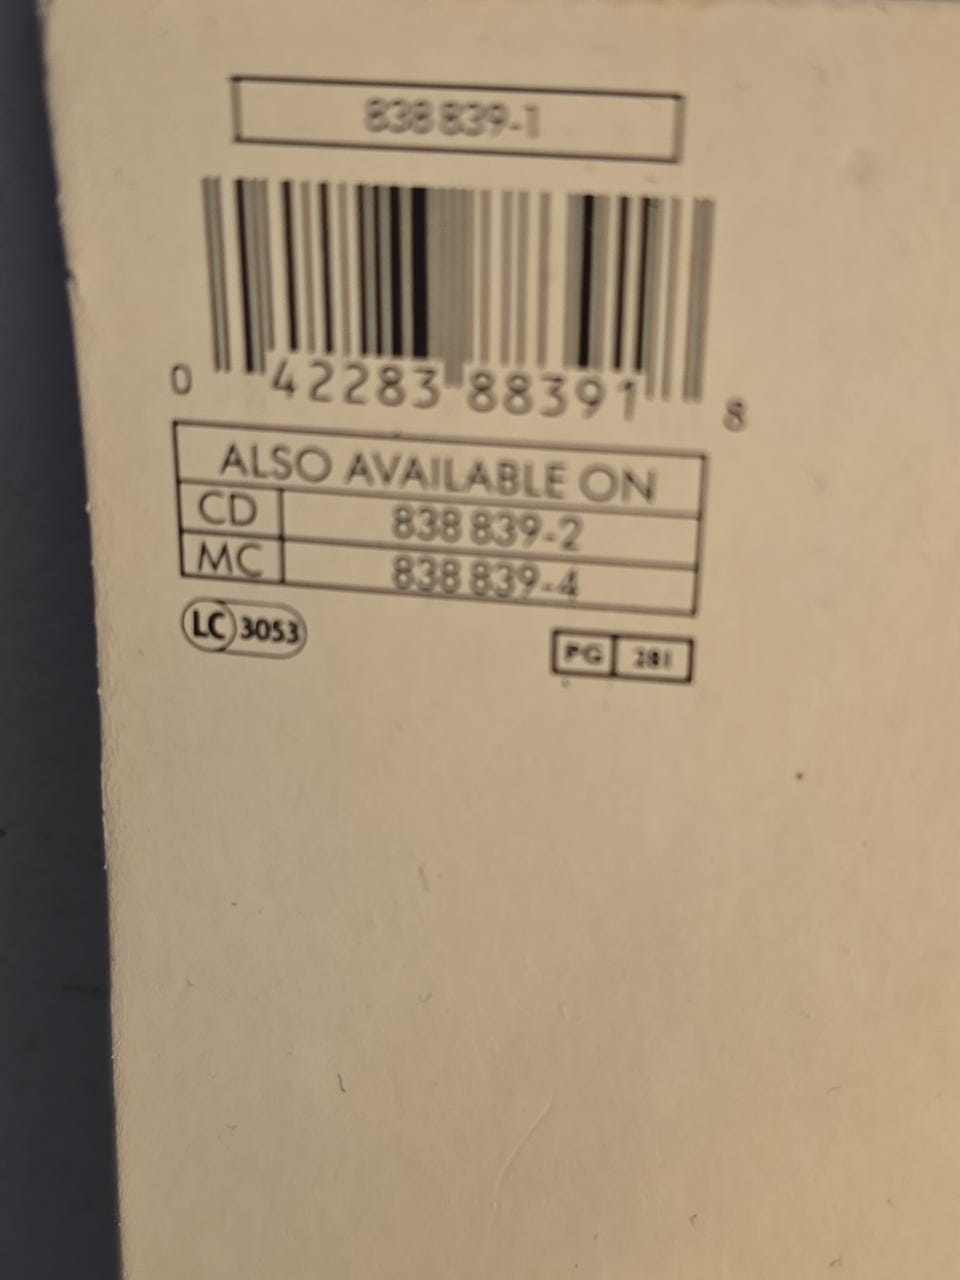 838 839-1
0 42283 88391 8
ALSO AVAILABLE ON
CD 838 839-2
MC 838 839-4
LC 3053
PG 281